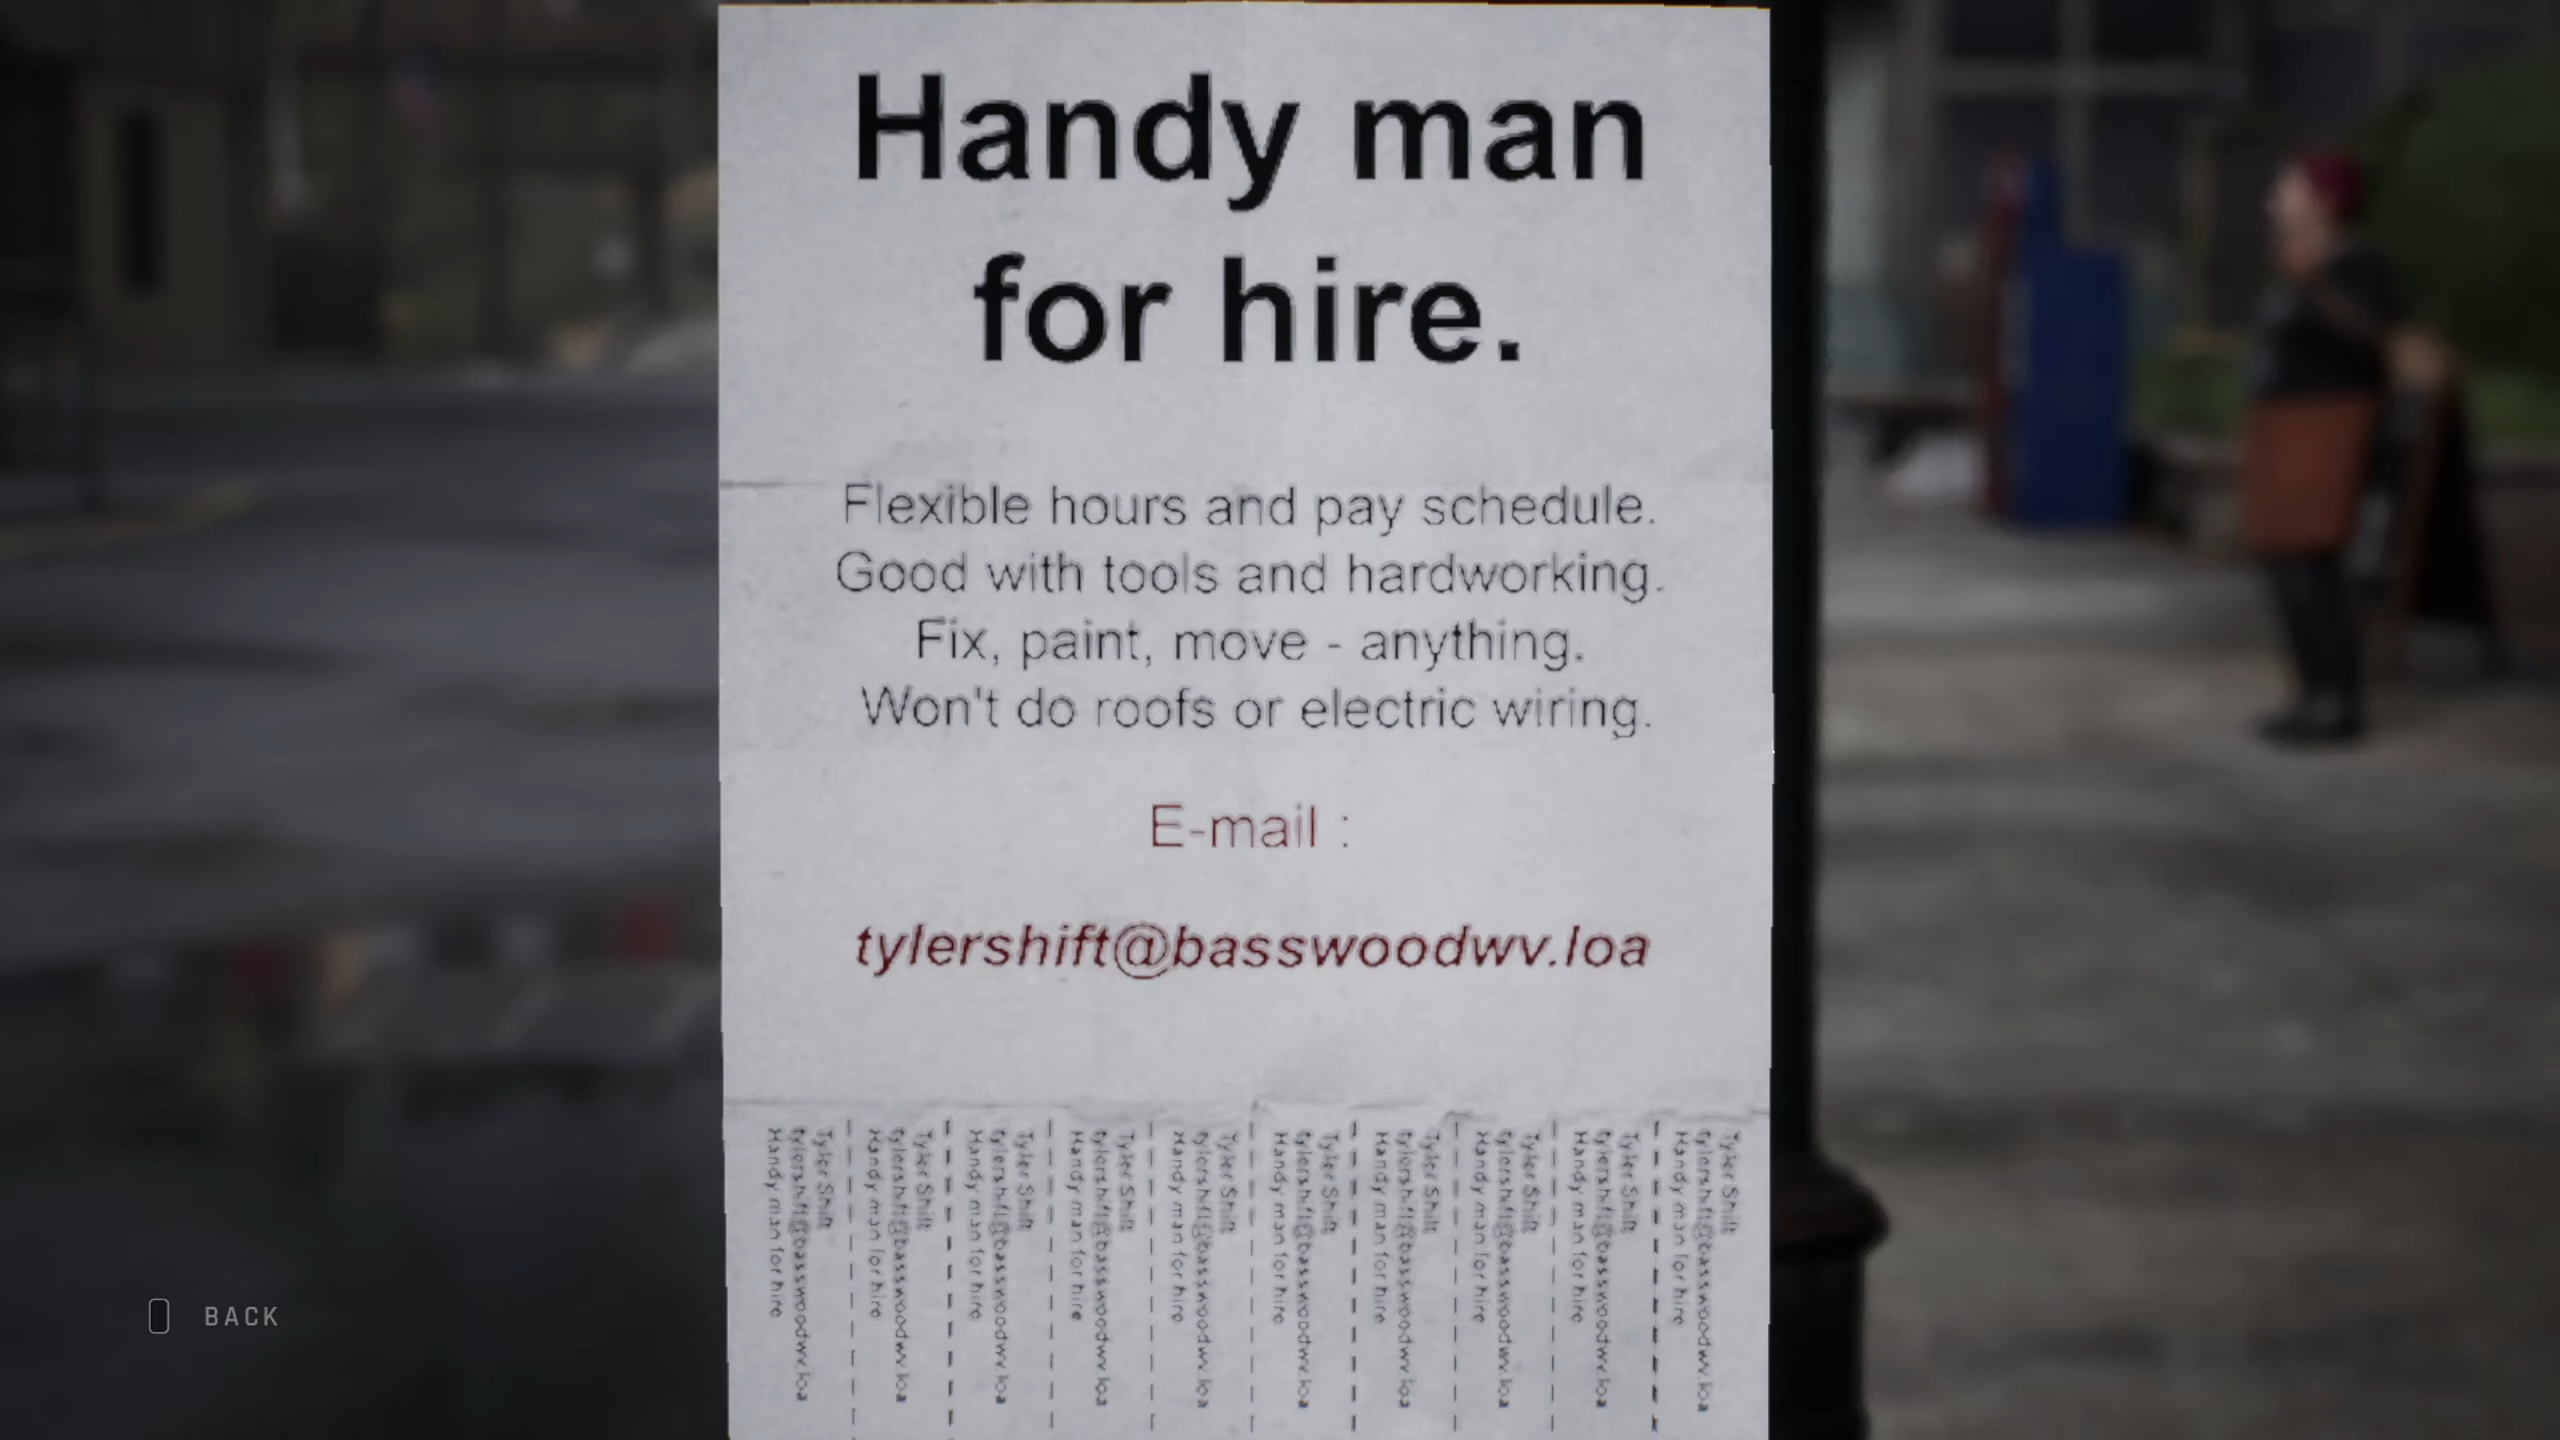 Handy man
for hire.
Flexible hours and pay schedule.
Good with tools and hardworking.
Fix, paint, move - anything.
Won't do roofs or electric wiring.
E-mail :
tylershift@basswoodwv.loa
Tyler Shift
tylershift@basswoodwv.loa
Handy man for hire
Tyler Shift
tylershift@basswoodwv.loa
Handy man for hire
Tyler Shift
tylershift@basswoodwv.loa
Handy man for hire
Tyler Shift
tylershift@basswoodwv.loa
Handy man for hire
Tyler Shift
tylershift@basswoodwv.loa
Handy man for hire
Tyler Shift
tylershift@basswoodwv.loa
Handy man for hire
Tyler Shift
tylershift@basswoodwv.loa
Handy man for hire
Tyler Shift
tylershift@basswoodwv.loa
Handy man for hire
Tyler Shift
tylershift@basswoodwv.loa
Handy man for hire
Tyler Shift
tylershift@basswoodwv.loa
Handy man for hire
BACK